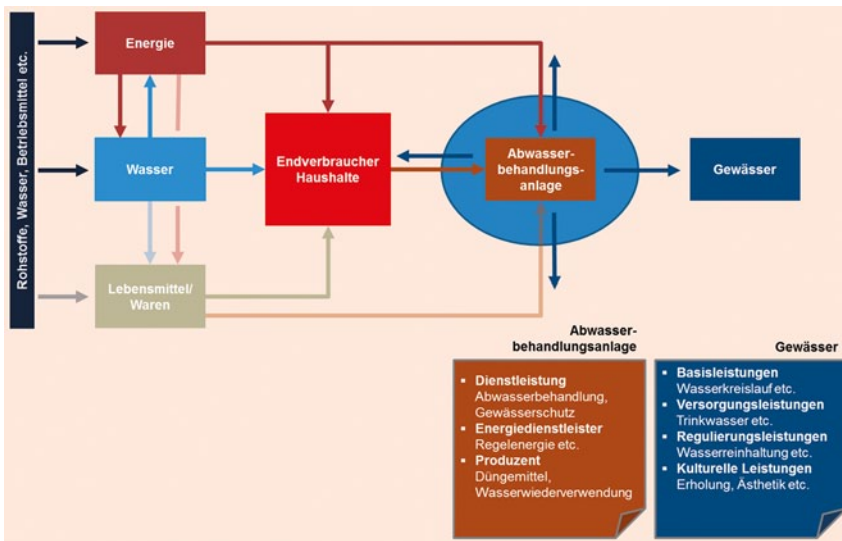 Rohstoffe, Wasser, Betriebsmittel etc.
Energie
Wasser
Lebensmittel/
Waren
Endverbraucher
Haushalte
Abwasser-
behandlungs-
anlage
Gewässer
Abwasser-
behandlungsanlage
▪ Dienstleistung
Abwasserbehandlung,
Gewässerschutz
▪ Energiedienstleister
Regelenergie etc.
▪ Produzent
Düngemittel,
Wasserwiederverwendung
Gewässer
▪ Basisleistungen
Wasserkreislauf etc.
▪ Versorgungsleistungen
Trinkwasser etc.
▪ Regulierungsleistungen
Wasserreinhaltung etc.
▪ Kulturelle Leistungen
Erholung, Ästhetik etc.